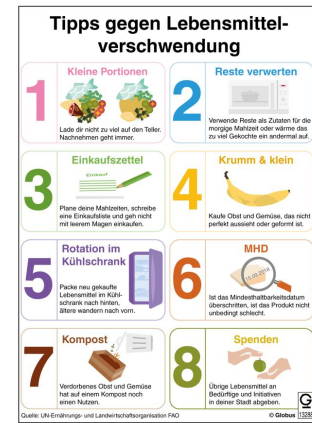 Tipps gegen Lebensmittel-
verschwendung
1
Kleine Portionen
Lade dir nicht zu viel auf den Teller.
Nachnehmen geht immer.
2
Reste verwerten
Verwende Reste als Zutaten für die
morgige Mahlzeit oder wärme das
zu viel Gekochte ein andermal auf.
3
Einkaufszettel
Einkauf
Plane deine Mahlzeiten, schreibe
eine Einkaufsliste und geh nicht
mit leerem Magen einkaufen.
4
Krumm & klein
Kaufe Obst und Gemüse, das nicht
perfekt aussieht oder geformt ist.
5
Rotation im
Kühlschrank
Packe neu gekaufte
Lebensmittel im Kühl-
schrank nach hinten,
ältere wandern nach vorn.
6
MHD
Ist das Mindesthaltbarkeitsdatum
überschritten, ist das Produkt nicht
unbedingt schlecht.
7
Kompost
Verdorbenes Obst und Gemüse
hat auf einem Kompost noch
einen Nutzen.
8
Spenden
Übrige Lebensmittel an
Bedürftige und Initiativen
in deiner Stadt abgeben.
Quelle: UN-Ernährungs- und Landwirtschaftsorganisation FAO
© Globus
G